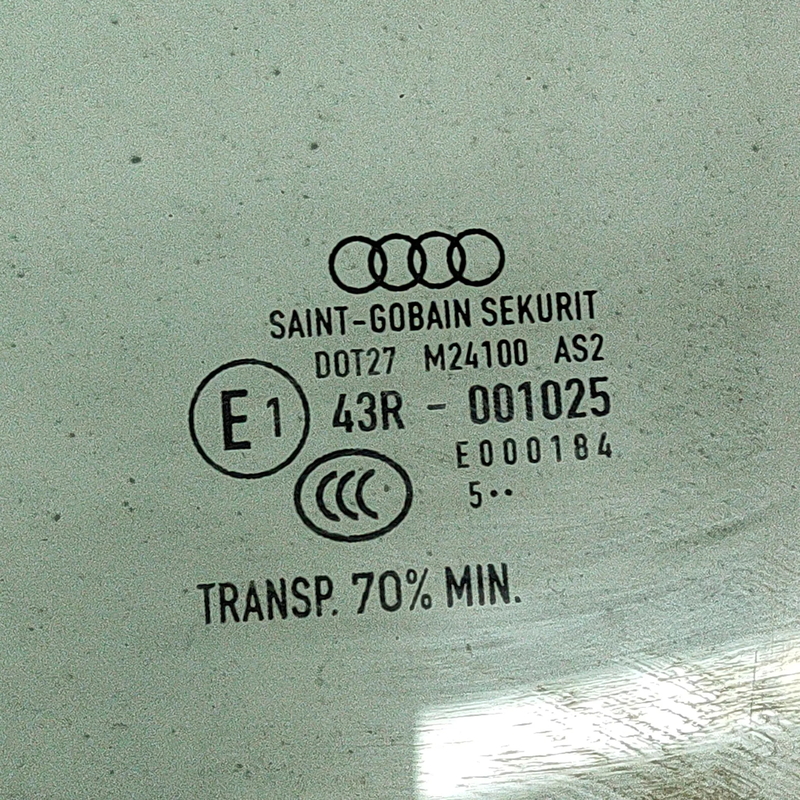 SAINT-GOBAIN SEKURIT
DOT27 M24100 AS2
E1 43R - 001025
E000184
CCC 5••
TRANSP. 70% MIN.